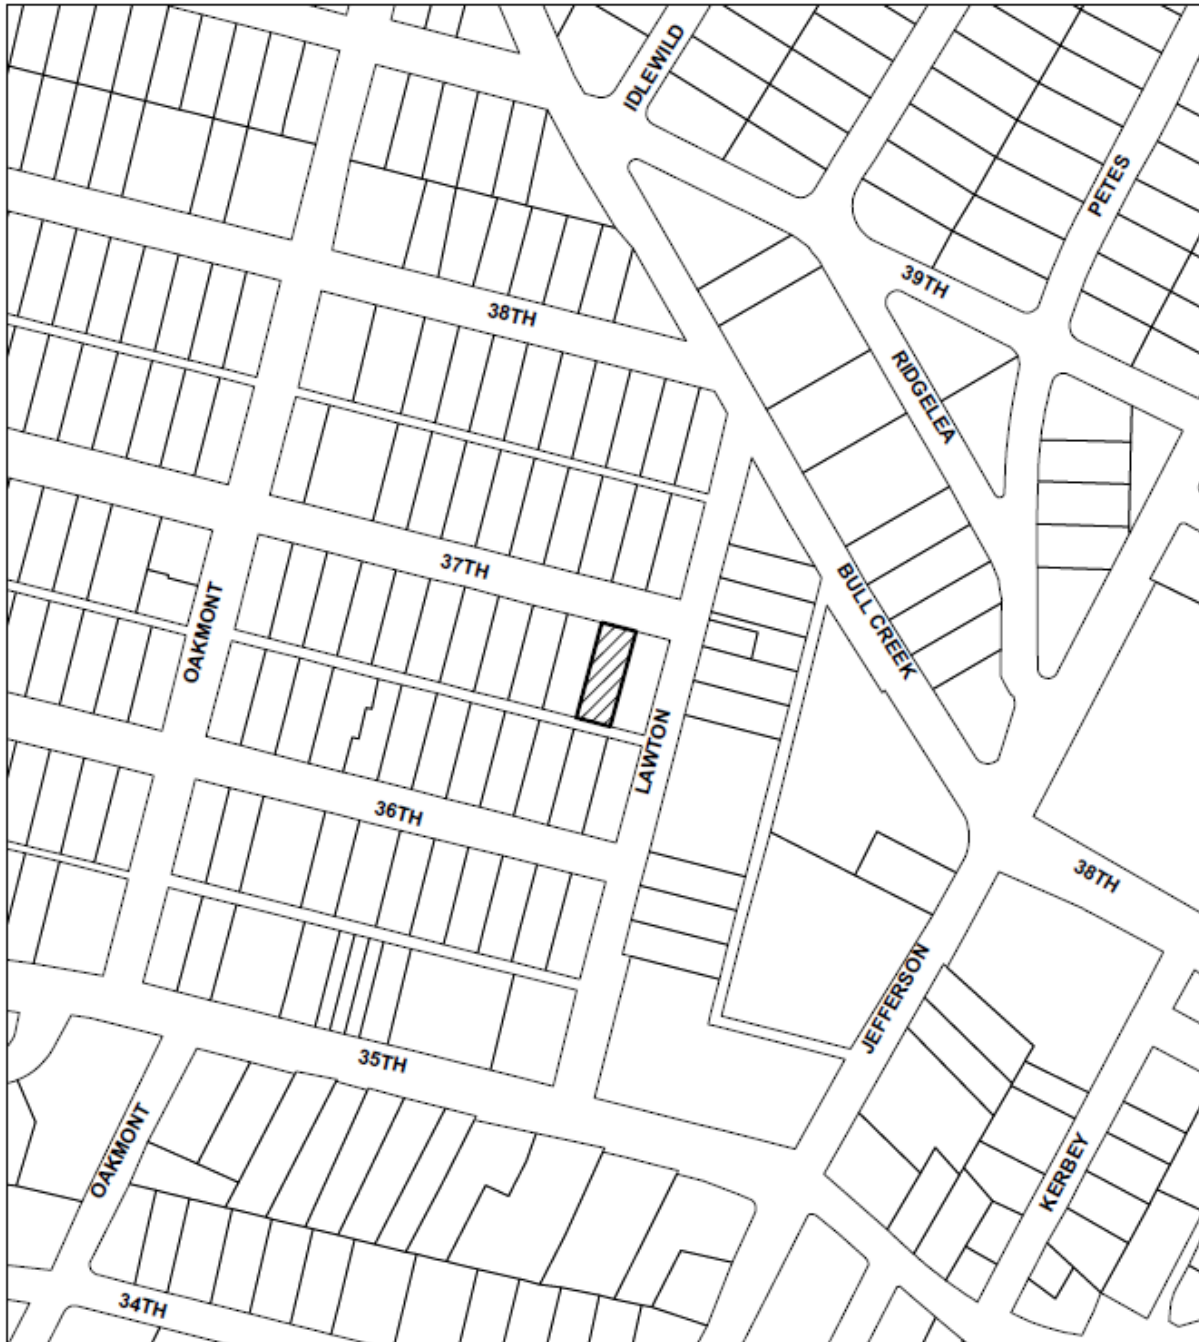 IDLEWILD
PETES
39TH
38TH
RIDGELEA
37TH
BULL CREEK
OAKMONT
LAWTON
36TH
38TH
JEFFERSON
35TH
OAKMONT
KERBEY
34TH